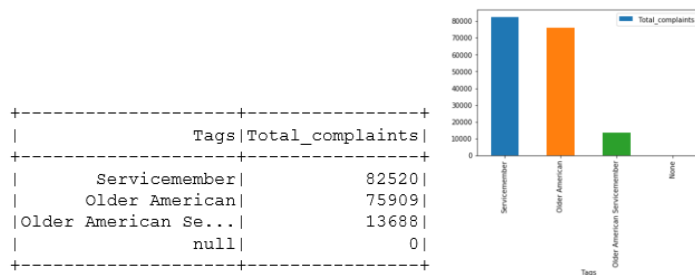 +--------------------+----------------+
|                Tags|Total_complaints|
+--------------------+----------------+
|       Servicemember|           82520|
|      Older American|           75909|
|Older American Se...|           13688|
|                null|               0|
+--------------------+----------------+
Total_complaints
80000
70000
60000
50000
40000
30000
20000
10000
0
Servicemember
Older American
Older American Servicemember
None
Tags